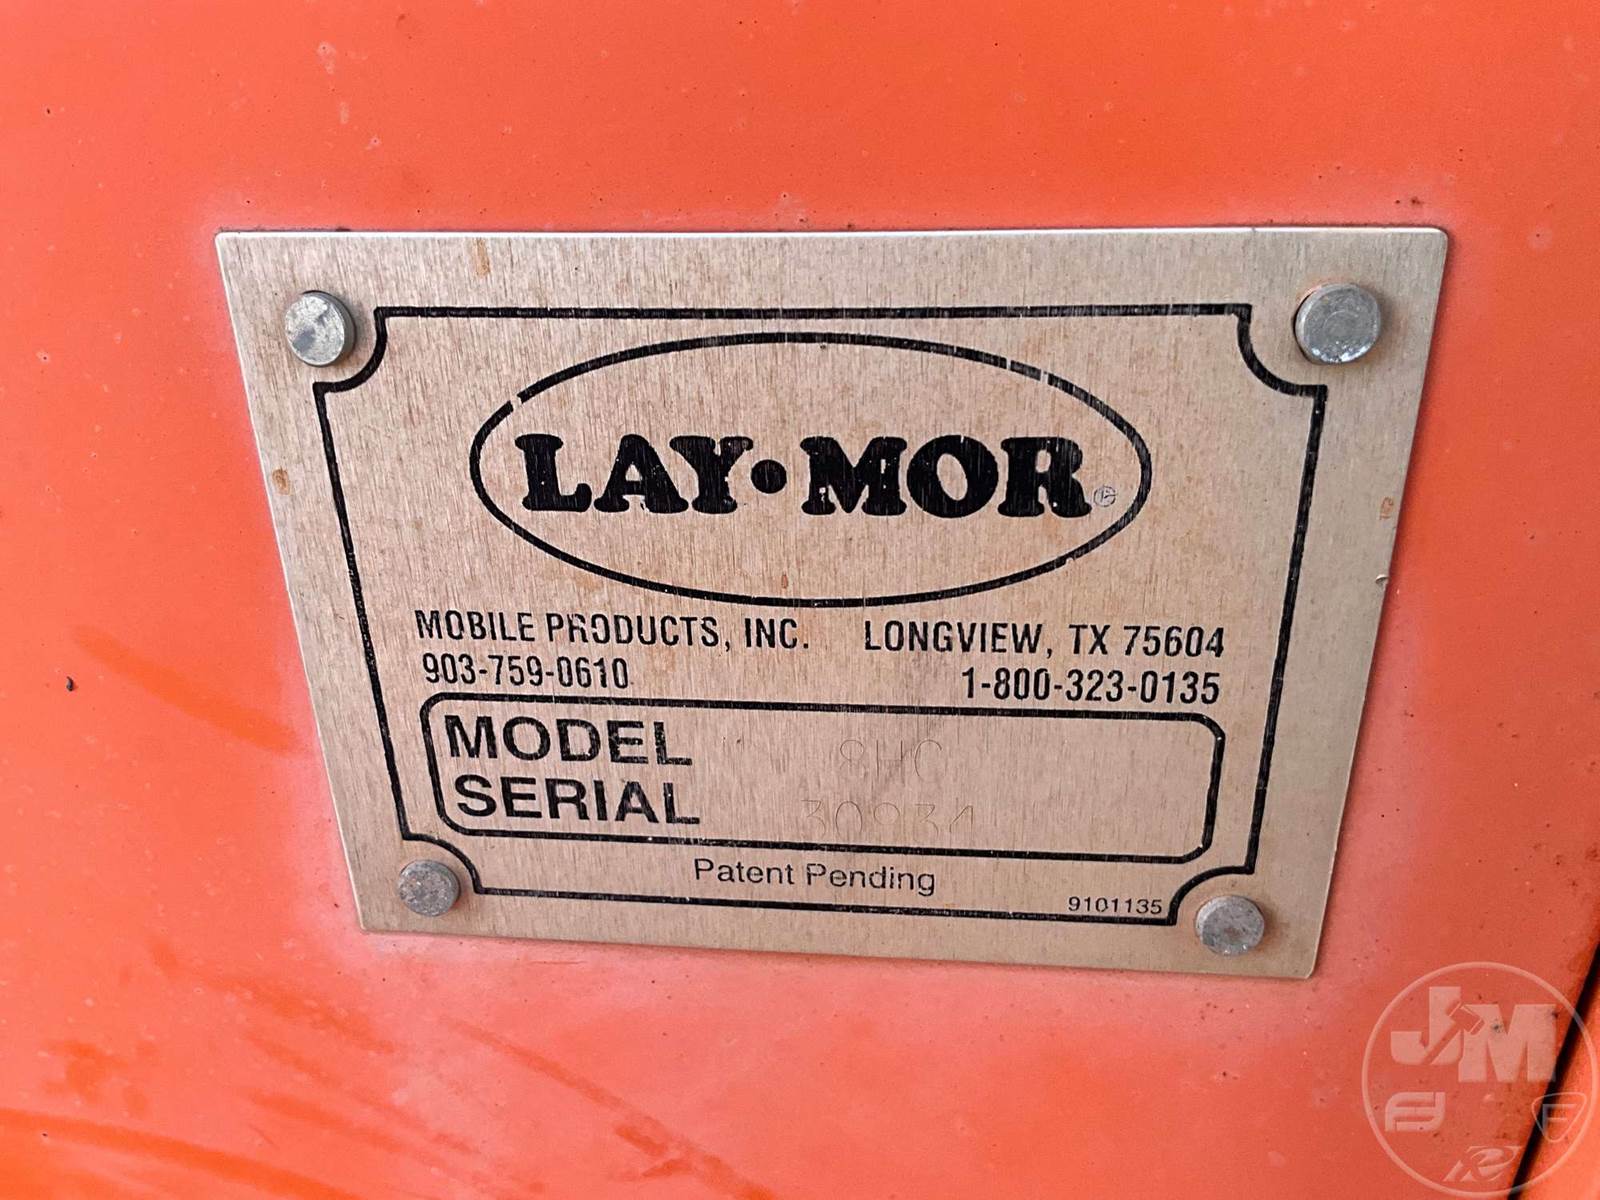 LAY•MOR®
MOBILE PRODUCTS, INC. LONGVIEW, TX 75604
903-759-0610 1-800-323-0135
MODEL 8HC
SERIAL 30934
Patent Pending
9101135
JM